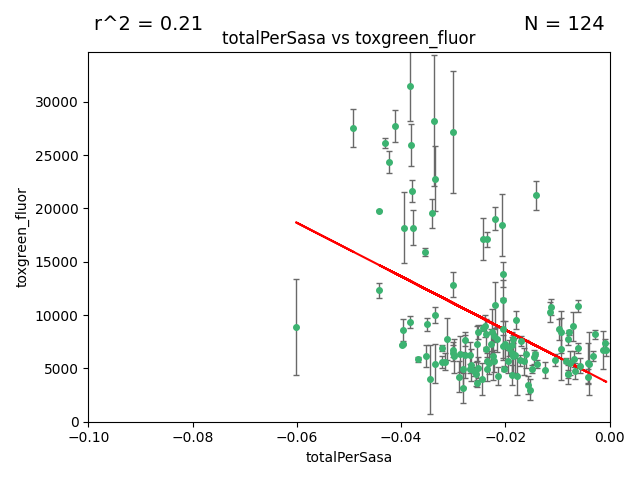 r^2 = 0.21
N = 124
totalPerSasa vs toxgreen_fluor
30000
25000
20000
15000
10000
5000
0
toxgreen_fluor
−0.10
−0.08
−0.06
−0.04
−0.02
0.00
totalPerSasa